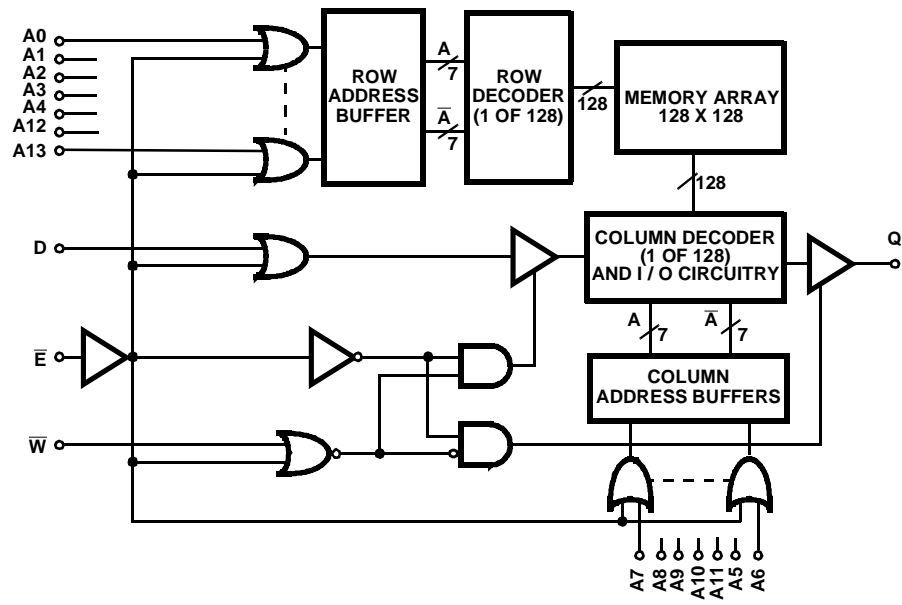 A0
A1
A2
A3
A4
A12
A13
ROW
ADDRESS
BUFFER
A
7
A̅
7
ROW
DECODER
(1 OF 128)
128
MEMORY ARRAY
128 X 128
128
D
COLUMN DECODER
(1 OF 128)
AND I / O CIRCUITRY
Q
A
7
A̅
7
E̅
COLUMN
ADDRESS BUFFERS
W̅
A7
A8
A9
A10
A11
A5
A6